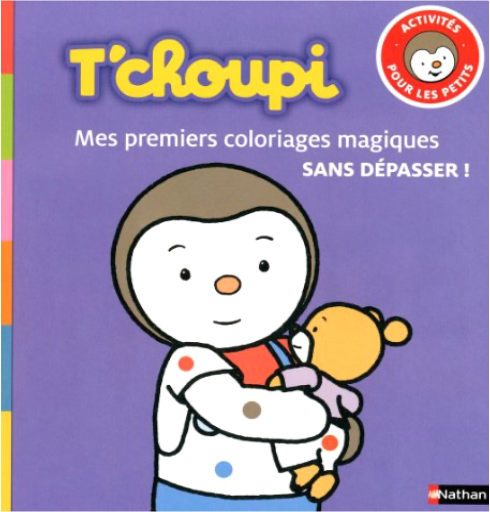 T'choupi
ACTIVITÉS
POUR LES PETITS
Mes premiers coloriages magiques
SANS DÉPASSER !
Nathan